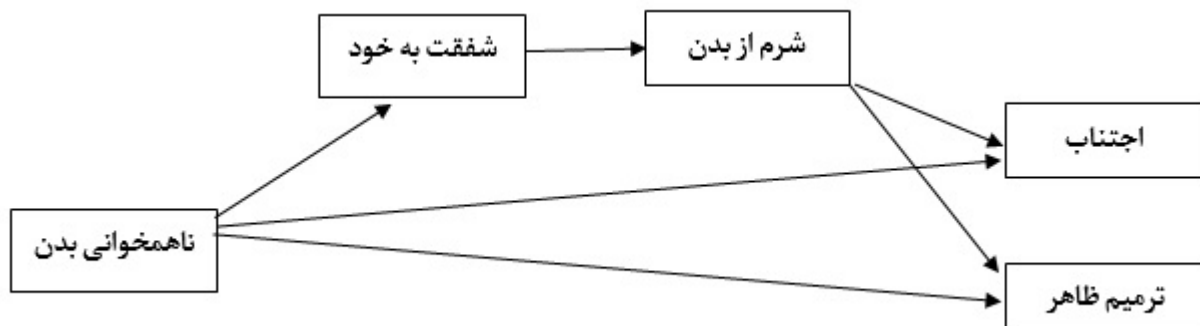 شفقت به خود
شرم از بدن
اجتناب
ناهمخوانی بدن
ترمیم ظاهر